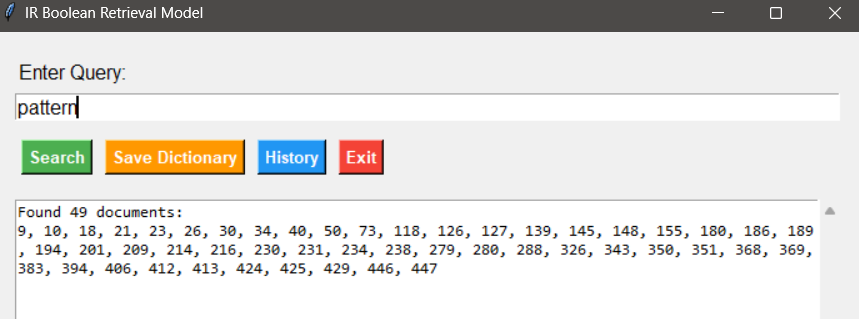 IR Boolean Retrieval Model
Enter Query:
pattern
Search Save Dictionary History Exit
Found 49 documents:
9, 10, 18, 21, 23, 26, 30, 34, 40, 50, 73, 118, 126, 127, 139, 145, 148, 155, 180, 186, 189
, 194, 201, 209, 214, 216, 230, 231, 234, 238, 279, 280, 288, 326, 343, 350, 351, 368, 369,
383, 394, 406, 412, 413, 424, 425, 429, 446, 447